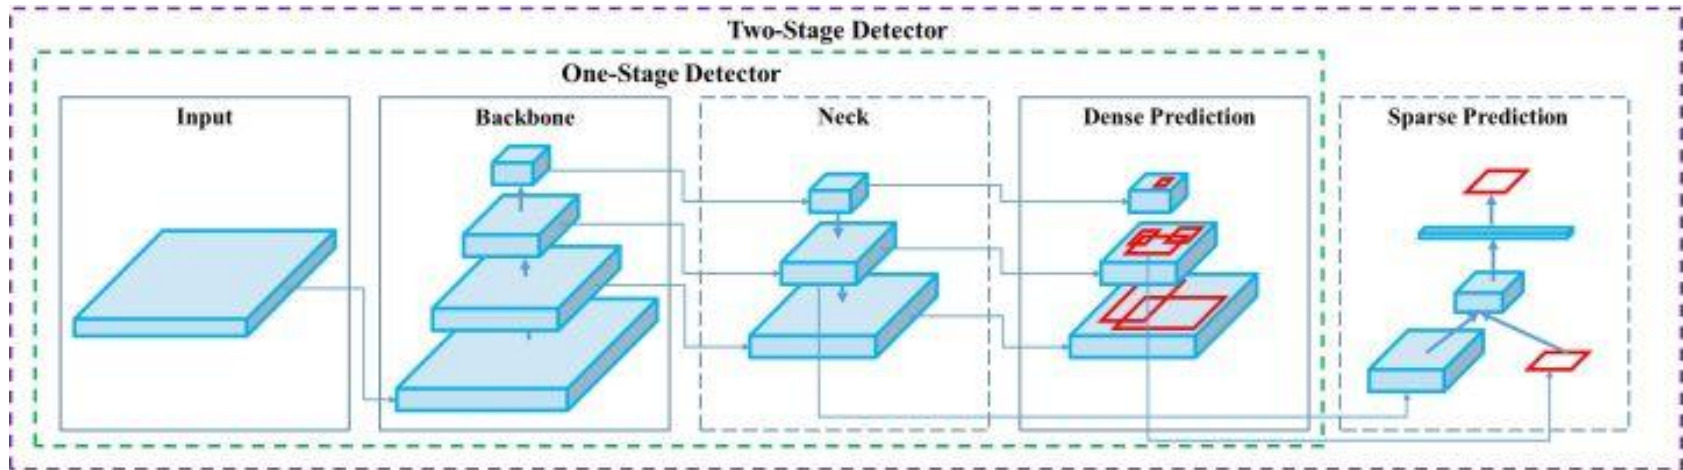 Two-Stage Detector
One-Stage Detector
Input
Backbone
Neck
Dense Prediction
Sparse Prediction